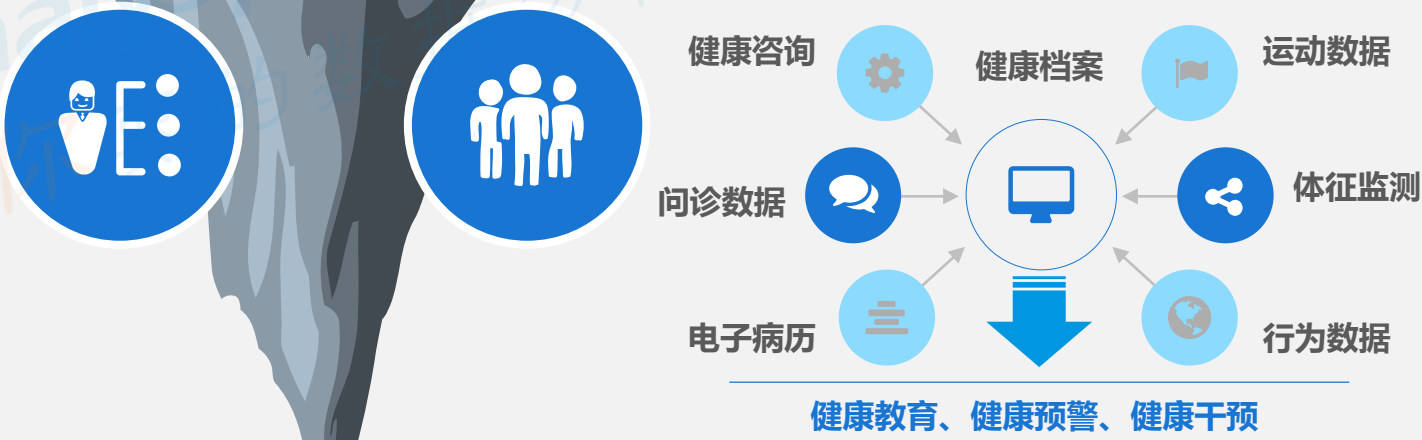 健康咨询
健康档案
运动数据
问诊数据
体征监测
电子病历
行为数据
健康教育、健康预警、健康干预